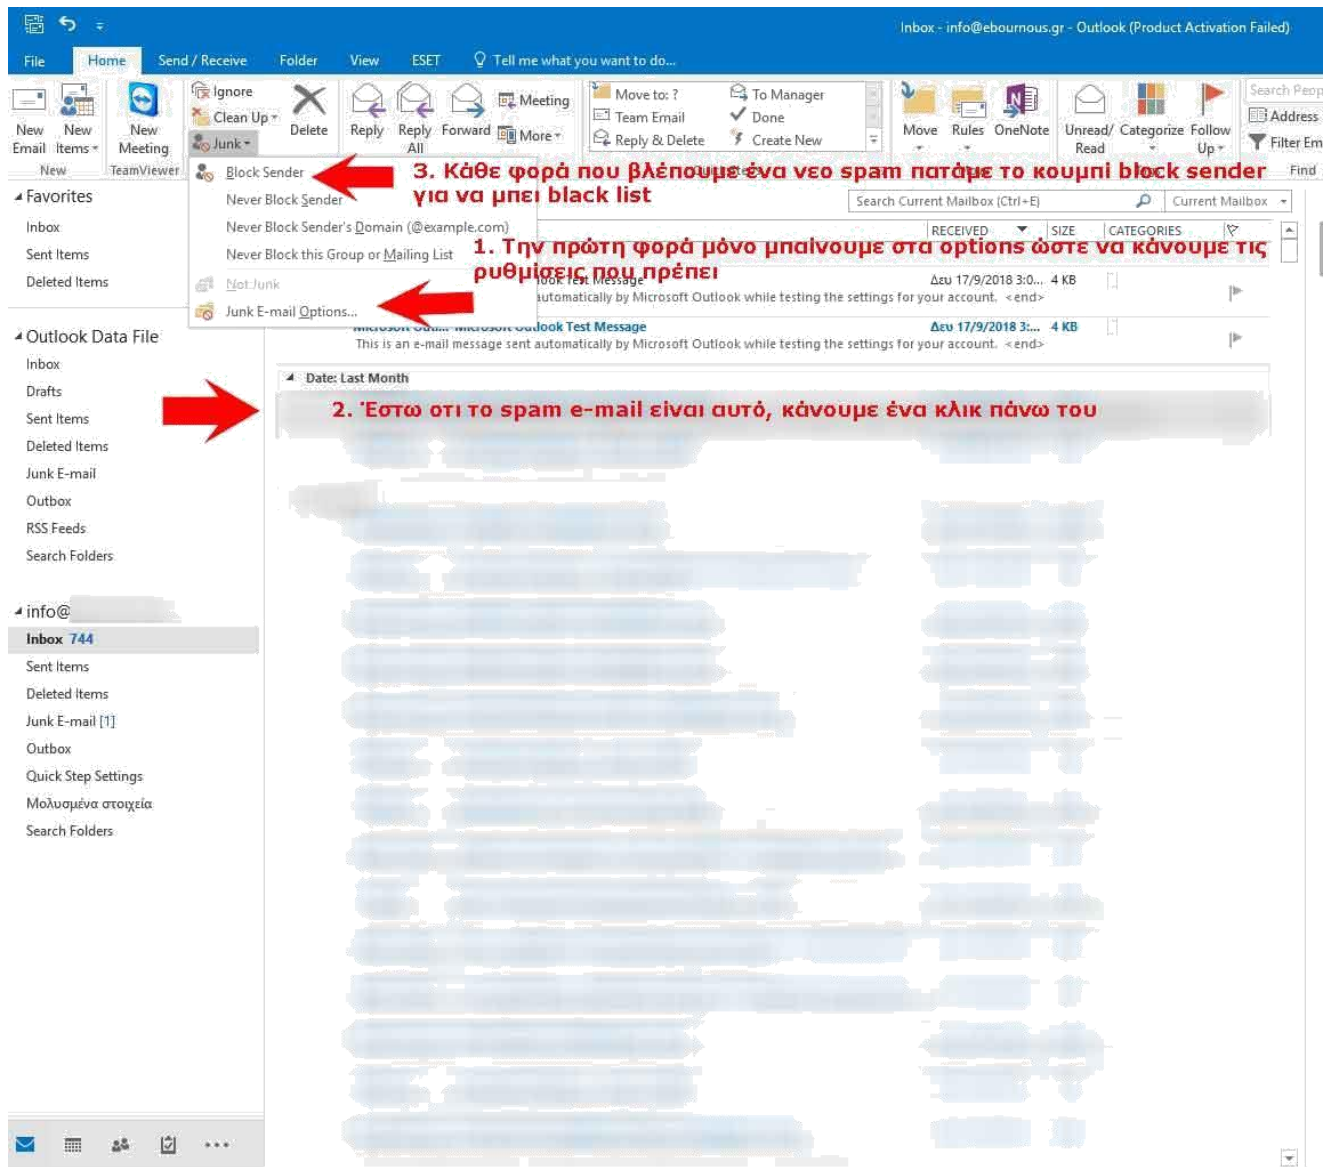 Inbox - info@ebournous.gr - Outlook (Product Activation Failed)
File Home Send / Receive Folder View ESET Tell me what you want to do...
New Email
New Items
New
New Meeting
TeamViewer
Ignore
Clean Up
Junk
Delete
Reply
Reply All
Forward
Meeting
More
Move to: ?
Team Email
Reply & Delete
To Manager
Done
Create New
Move
Rules
OneNote
Unread/ Read
Categorize
Follow Up
Search Peop
Address
Filter Em
Find
Block Sender
Never Block Sender
Never Block Sender's Domain (@example.com)
Never Block this Group or Mailing List
Not Junk
Junk E-mail Options...
3. Κάθε φορά που βλέπουμε ένα νεο spam πατάμε το κουμπί block sender
για να μπει black list
Search Current Mailbox (Ctrl+E) Current Mailbox
RECEIVED SIZE CATEGORIES
1. Την πρώτη φορά μόνο μπαίνουμε στα options ώστε να κάνουμε τις
ρυθμίσεις που πρέπει
Test Message Δευ 17/9/2018 3:0... 4 KB
automatically by Microsoft Outlook while testing the settings for your account. <end>
Microsoft Outlook Test Message Δευ 17/9/2018 3:... 4 KB
This is an e-mail message sent automatically by Microsoft Outlook while testing the settings for your account. <end>
Date: Last Month
2. Έστω οτι το spam e-mail είναι αυτό, κάνουμε ένα κλικ πάνω του
Favorites
Inbox
Sent Items
Deleted Items
Outlook Data File
Inbox
Drafts
Sent Items
Deleted Items
Junk E-mail
Outbox
RSS Feeds
Search Folders
info@
Inbox 744
Sent Items
Deleted Items
Junk E-mail [1]
Outbox
Quick Step Settings
Μολυσμένα στοιχεία
Search Folders